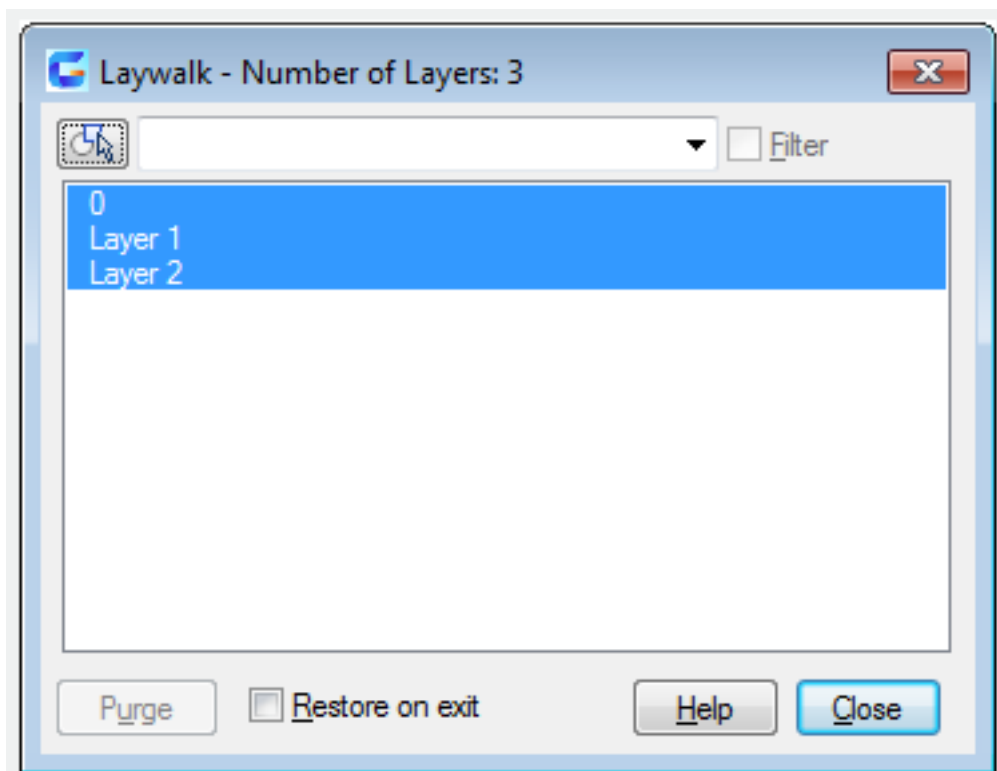 Laywalk - Number of Layers: 3
Filter
0
Layer 1
Layer 2
Purge
Restore on exit
Help
Close